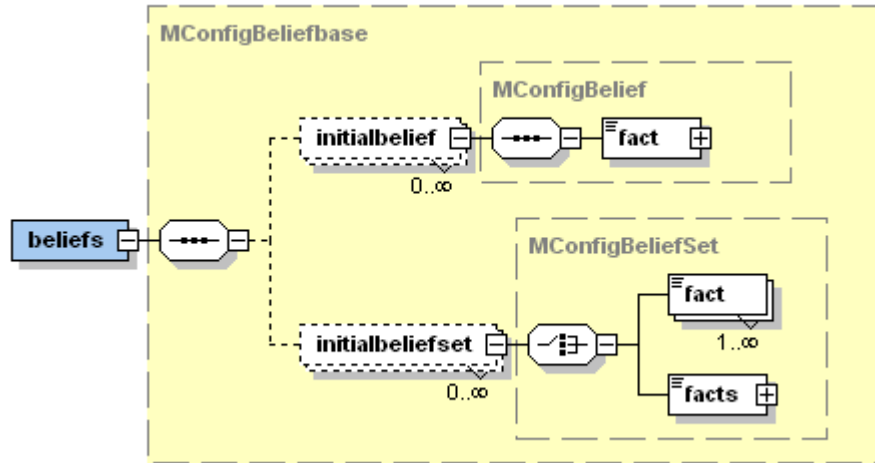 MConfigBeliefbase
MConfigBelief
initialbelief
fact
0..∞
beliefs
MConfigBeliefSet
fact
1..∞
initialbeliefset
0..∞
facts